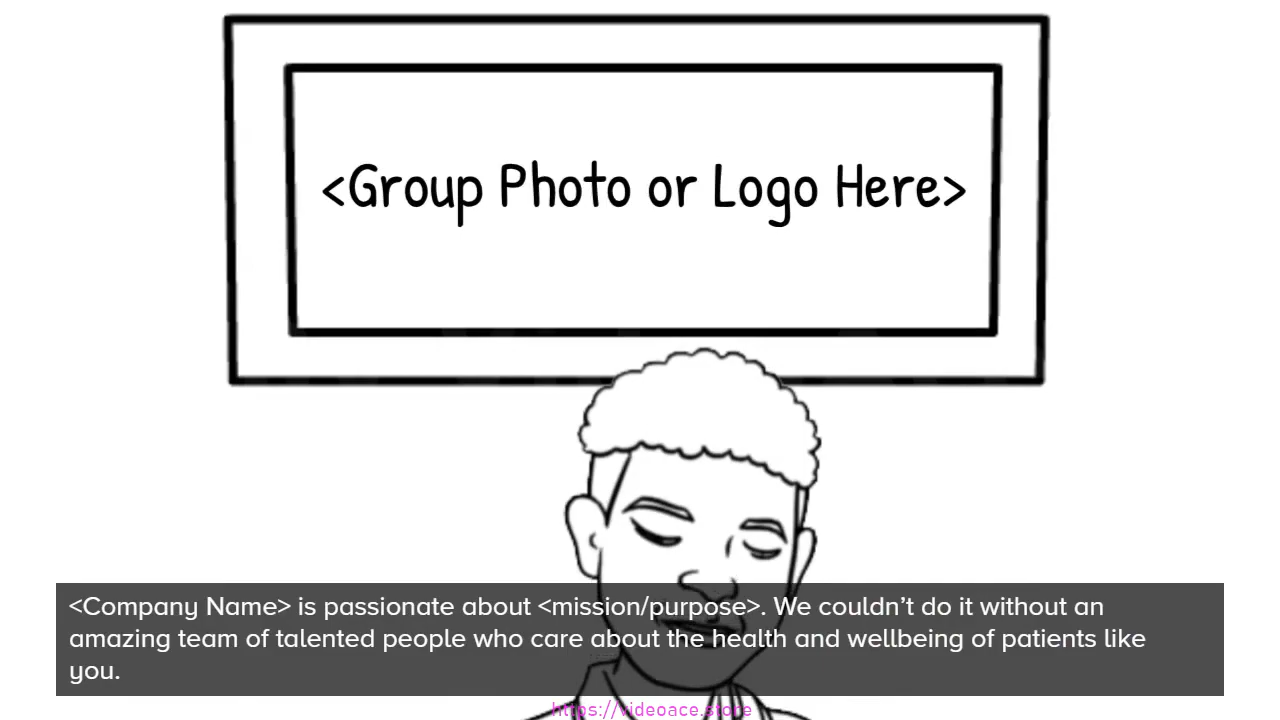 <Group Photo or Logo Here>
<Company Name> is passionate about <mission/purpose>. We couldn’t do it without an
amazing team of talented people who care about the health and wellbeing of patients like
you.
https://videoace.store